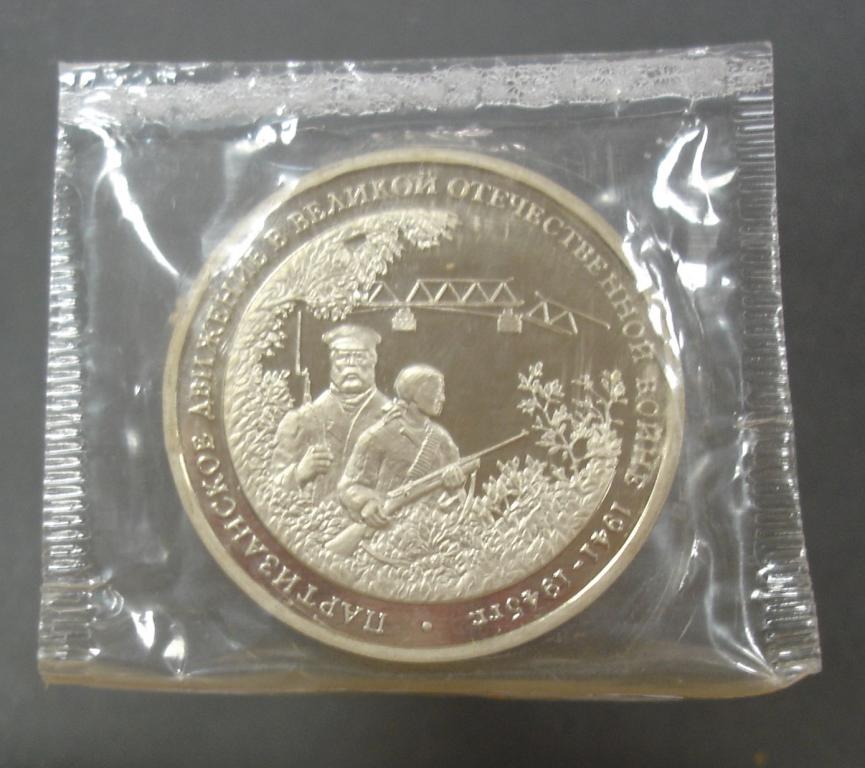 ПАРТИЗАНСКОЕ ДВИЖЕНИЕ В ВЕЛИКОЙ ОТЕЧЕСТВЕННОЙ ВОЙНЕ 1941-1945ГГ. •